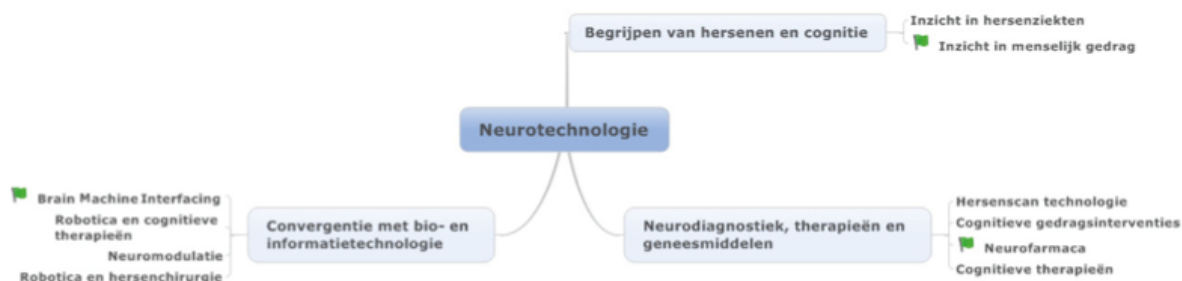 Begrijpen van hersenen en cognitie
Inzicht in hersenziekten
Inzicht in menselijk gedrag
Neurotechnologie
Brain Machine Interfacing
Robotica en cognitieve
therapieën
Neuromodulatie
Robotica en hersenchirurgie
Convergentie met bio- en
informatietechnologie
Neurodiagnostiek, therapieën en
geneesmiddelen
Hersenscan technologie
Cognitieve gedragsinterventies
Neurofarmaca
Cognitieve therapieën